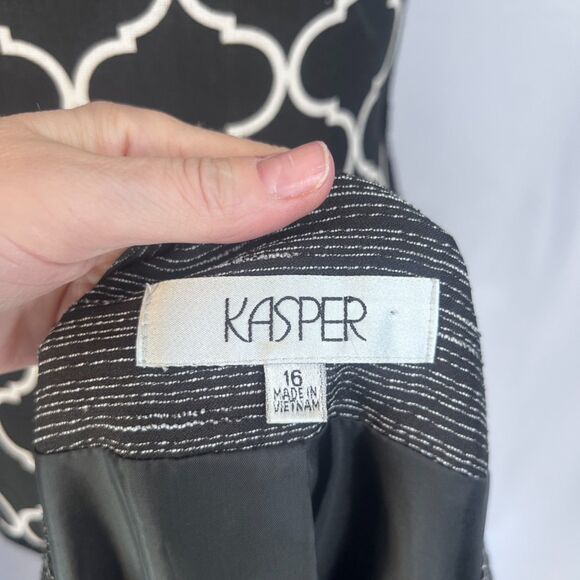 KASPER
16
MADE IN
VIETNAM